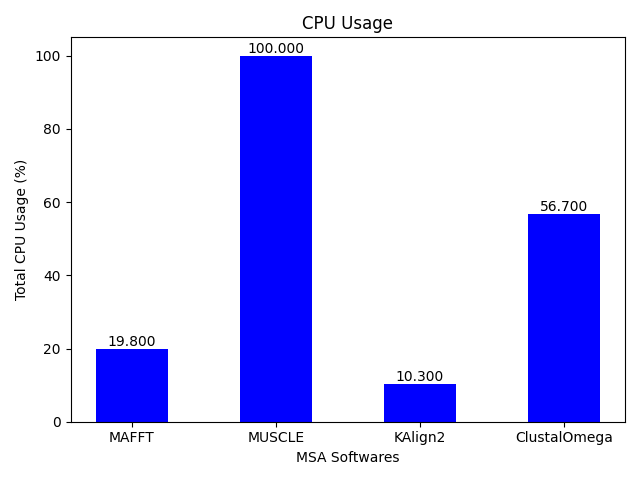 CPU Usage
Total CPU Usage (%)
100
80
60
40
20
0
19.800
100.000
10.300
56.700
MAFFT
MUSCLE
KAlign2
ClustalOmega
MSA Softwares